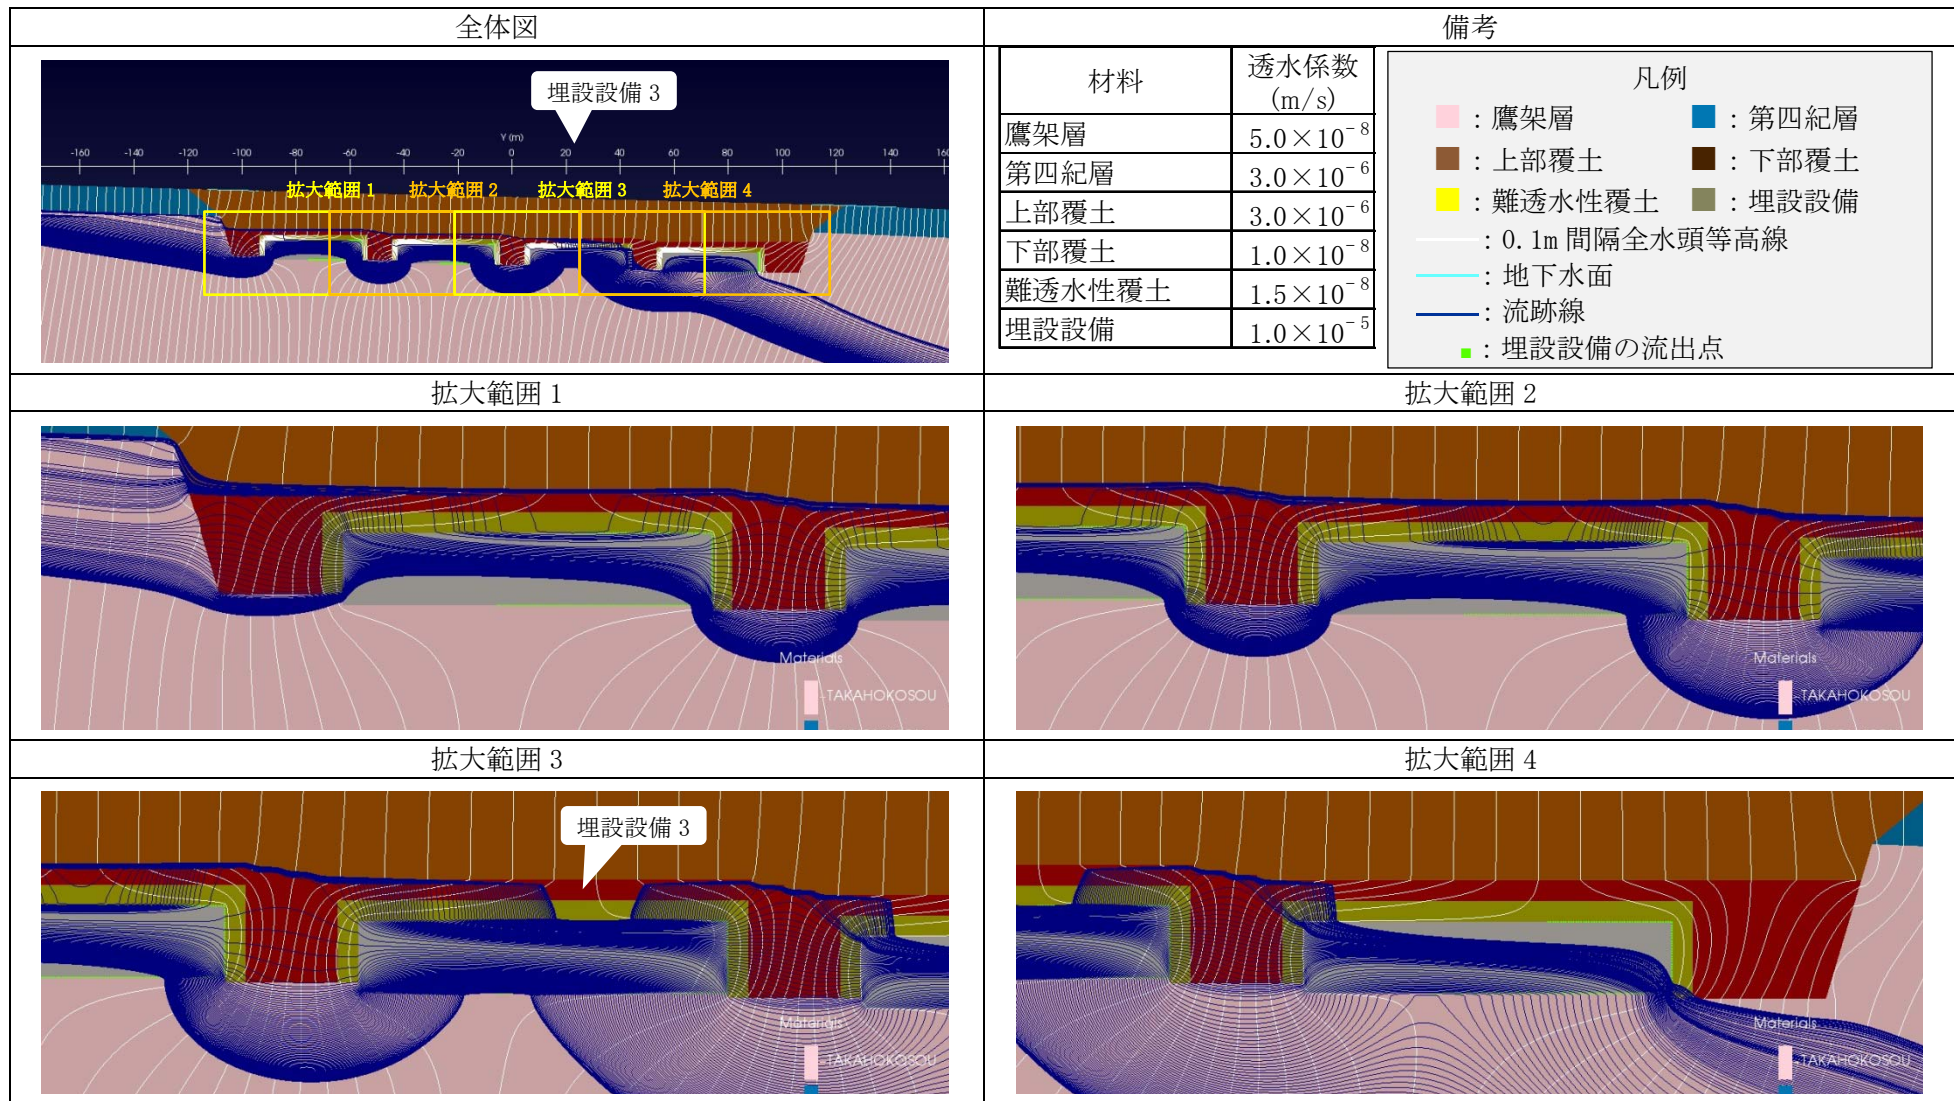 全体図
備考
埋設設備 3
Y (m)
-160 -140 -120 -100 -80 -60 -40 -20 0 20 40 60 80 100 120 140 160
拡大範囲 1 拡大範囲 2 拡大範囲 3 拡大範囲 4
材料 透水係数
(m/s)
鷹架層 5.0×10⁻⁸
第四紀層 3.0×10⁻⁶
上部覆土 3.0×10⁻⁶
下部覆土 1.0×10⁻⁸
難透水性覆土 1.5×10⁻⁸
埋設設備 1.0×10⁻⁵
凡例
:鷹架層 :第四紀層
:上部覆土 :下部覆土
:難透水性覆土 :埋設設備
:0.1m 間隔全水頭等高線
:地下水面
:流跡線
:埋設設備の流出点
拡大範囲 1
拡大範囲 2
Materials
TAKAHOKOSOU
Materials
TAKAHOKOSOU
拡大範囲 3
拡大範囲 4
埋設設備 3
Materials
TAKAHOKOSOU
Materials
TAKAHOKOSOU